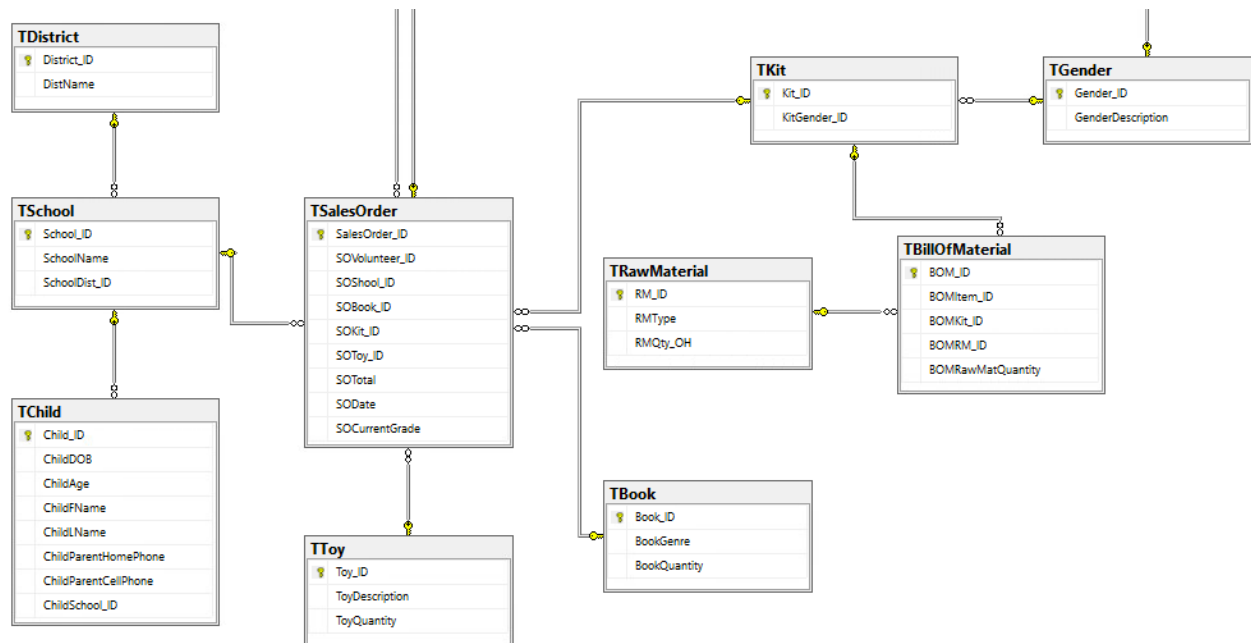 TDistrict
District_ID
DistName
TSchool
School_ID
SchoolName
SchoolDist_ID
TChild
Child_ID
ChildDOB
ChildAge
ChildFName
ChildLName
ChildParentHomePhone
ChildParentCellPhone
ChildSchool_ID
TSalesOrder
SalesOrder_ID
SOVolunteer_ID
SOShool_ID
SOBook_ID
SOKit_ID
SOToy_ID
SOTotal
SODate
SOCurrentGrade
TToy
Toy_ID
ToyDescription
ToyQuantity
TKit
Kit_ID
KitGender_ID
TGender
Gender_ID
GenderDescription
TRawMaterial
RM_ID
RMType
RMQty_OH
TBillOfMaterial
BOM_ID
BOMItem_ID
BOMKit_ID
BOMRM_ID
BOMRawMatQuantity
TBook
Book_ID
BookGenre
BookQuantity